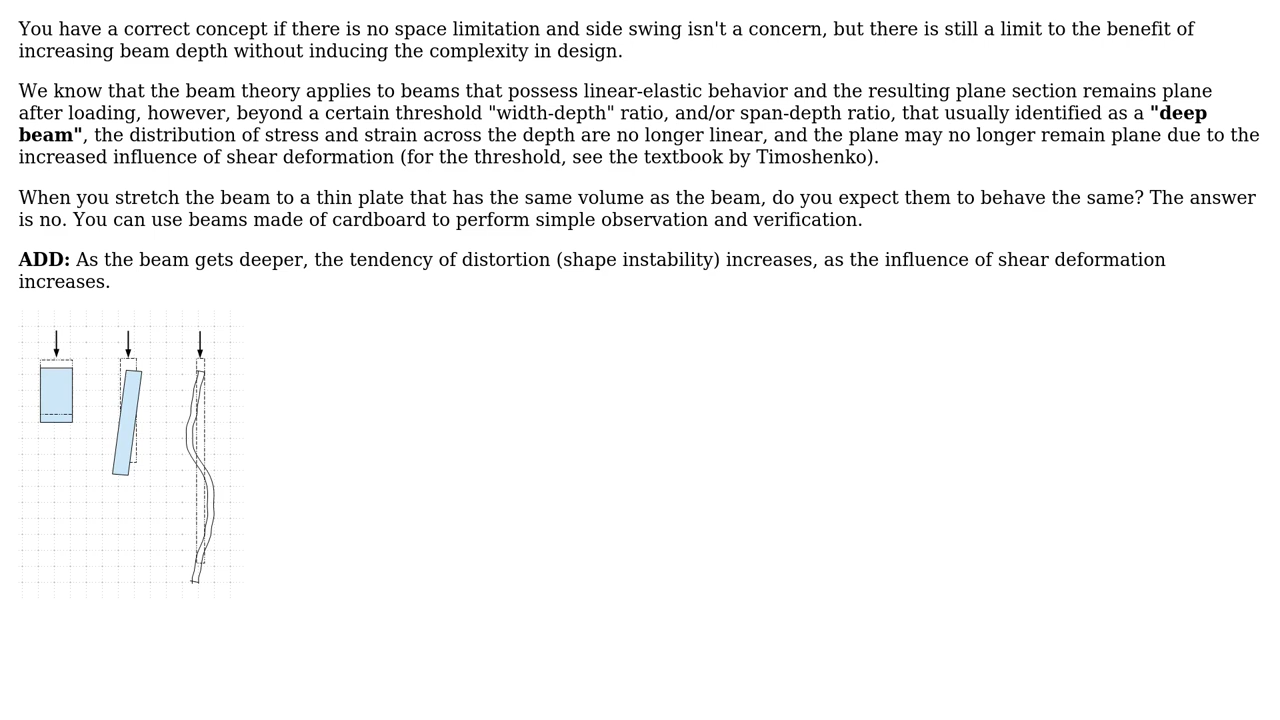 You have a correct concept if there is no space limitation and side swing isn't a concern, but there is still a limit to the benefit of
increasing beam depth without inducing the complexity in design.
We know that the beam theory applies to beams that possess linear-elastic behavior and the resulting plane section remains plane
after loading, however, beyond a certain threshold "width-depth" ratio, and/or span-depth ratio, that usually identified as a "deep
beam", the distribution of stress and strain across the depth are no longer linear, and the plane may no longer remain plane due to the
increased influence of shear deformation (for the threshold, see the textbook by Timoshenko).
When you stretch the beam to a thin plate that has the same volume as the beam, do you expect them to behave the same? The answer
is no. You can use beams made of cardboard to perform simple observation and verification.
ADD: As the beam gets deeper, the tendency of distortion (shape instability) increases, as the influence of shear deformation
increases.